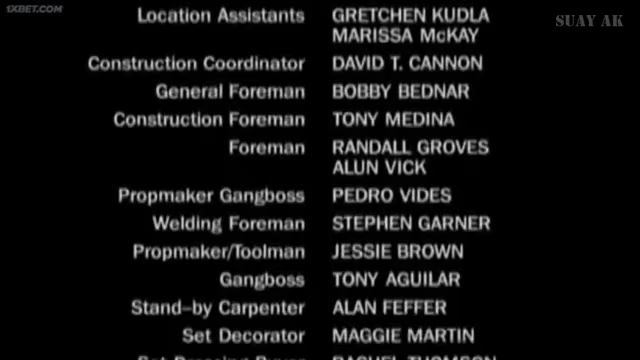 1XBET.COM
SUAY AK
Location Assistants GRETCHEN KUDLA
MARISSA McKAY
Construction Coordinator DAVID T. CANNON
General Foreman BOBBY BEDNAR
Construction Foreman TONY MEDINA
Foreman RANDALL GROVES
ALUN VICK
Propmaker Gangboss PEDRO VIDES
Welding Foreman STEPHEN GARNER
Propmaker/Toolman JESSIE BROWN
Gangboss TONY AGUILAR
Stand–by Carpenter ALAN FEFFER
Set Decorator MAGGIE MARTIN
Set Dressing Buyer RACHEL THOMSON